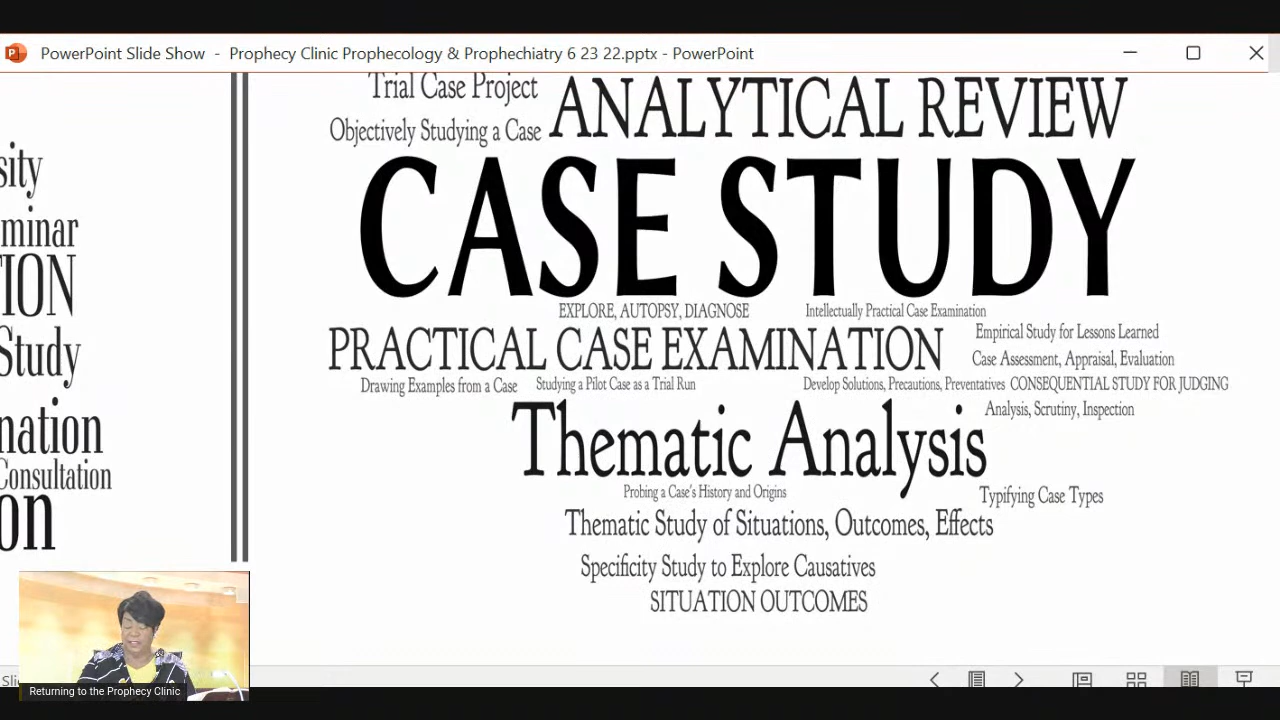 PowerPoint Slide Show - Prophecy Clinic Prophecology & Prophechiatry 6 23 22.pptx - PowerPoint
sity
minar
TION
Study
nation
Consultation
on
Trial Case Project
Objectively Studying a Case
ANALYTICAL REVIEW
CASE STUDY
EXPLORE, AUTOPSY, DIAGNOSE
Intellectually Practical Case Examination
PRACTICAL CASE EXAMINATION
Empirical Study for Lessons Learned
Case Assessment, Appraisal, Evaluation
Drawing Examples from a Case
Studying a Pilot Case as a Trial Run
Develop Solutions, Precautions, Preventatives
CONSEQUENTIAL STUDY FOR JUDGING
Analysis, Scrutiny, Inspection
Thematic Analysis
Probing a Case's History and Origins
Typifying Case Types
Thematic Study of Situations, Outcomes, Effects
Specificity Study to Explore Causatives
SITUATION OUTCOMES
Sli
Returning to the Prophecy Clinic